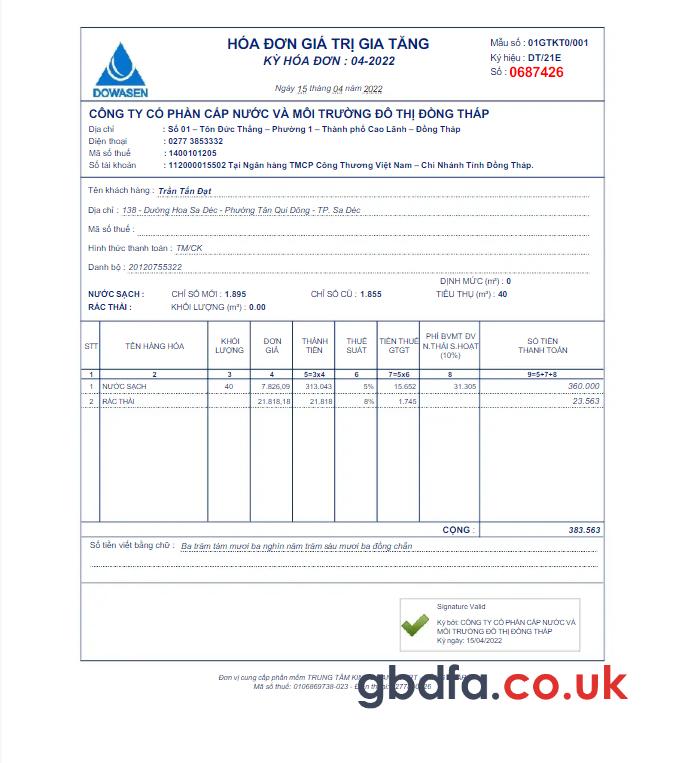 HÓA ĐƠN GIÁ TRỊ GIA TĂNG
KỲ HÓA ĐƠN : 04-2022
Ngày 15 tháng 04 năm 2022
Mẫu số : 01GTKT0/001
Ký hiệu : DT/21E
Số : 0687426
DOWASEN
CÔNG TY CỔ PHẦN CẤP NƯỚC VÀ MÔI TRƯỜNG ĐÔ THỊ ĐỒNG THÁP
Địa chỉ : Số 01 – Tôn Đức Thắng – Phường 1 – Thành phố Cao Lãnh – Đồng Tháp
Điện thoại : 0277 3853332
Mã số thuế : 1400101205
Số tài khoản : 112000015502 Tại Ngân hàng TMCP Công Thương Việt Nam – Chi Nhánh Tỉnh Đồng Tháp.
Tên khách hàng : Trần Tấn Đạt
Địa chỉ : 138 - Đường Hoa Sa Đéc - Phường Tân Qui Đông - TP. Sa Đéc
Mã số thuế :
Hình thức thanh toán : TM/CK
Danh bộ : 20120755322
ĐỊNH MỨC (m³) : 0
NƯỚC SẠCH : CHỈ SỐ MỚI : 1.895 CHỈ SỐ CŨ : 1.855 TIÊU THỤ (m³) : 40
RÁC THẢI : KHỐI LƯỢNG (m³) : 0.00
STT TÊN HÀNG HÓA KHỐI LƯỢNG ĐƠN GIÁ THÀNH TIỀN THUẾ SUẤT TIỀN THUẾ GTGT PHÍ BVMT ĐV N.THẢI S.HOẠT (10%) SỐ TIỀN THANH TOÁN
1 2 3 4 5=3x4 6 7=5x6 8 9=5+7+8
1 NƯỚC SẠCH 40 7.826,09 313.043 5% 15.652 31.305 360.000
2 RÁC THẢI 21.818,18 21.818 8% 1.745 23.563
CỘNG : 383.563
Số tiền viết bằng chữ : Ba trăm tám mươi ba nghìn năm trăm sáu mươi ba đồng chẵn
Signature Valid
Ký bởi: CÔNG TY CỔ PHẦN CẤP NƯỚC VÀ
MÔI TRƯỜNG ĐÔ THỊ ĐỒNG THÁP
Ký ngày: 15/04/2022
Đơn vị cung cấp phần mềm TRUNG TÂM KINH
Mã số thuế: 0106869738-023 - Điện thoại
gbdfa.co.uk